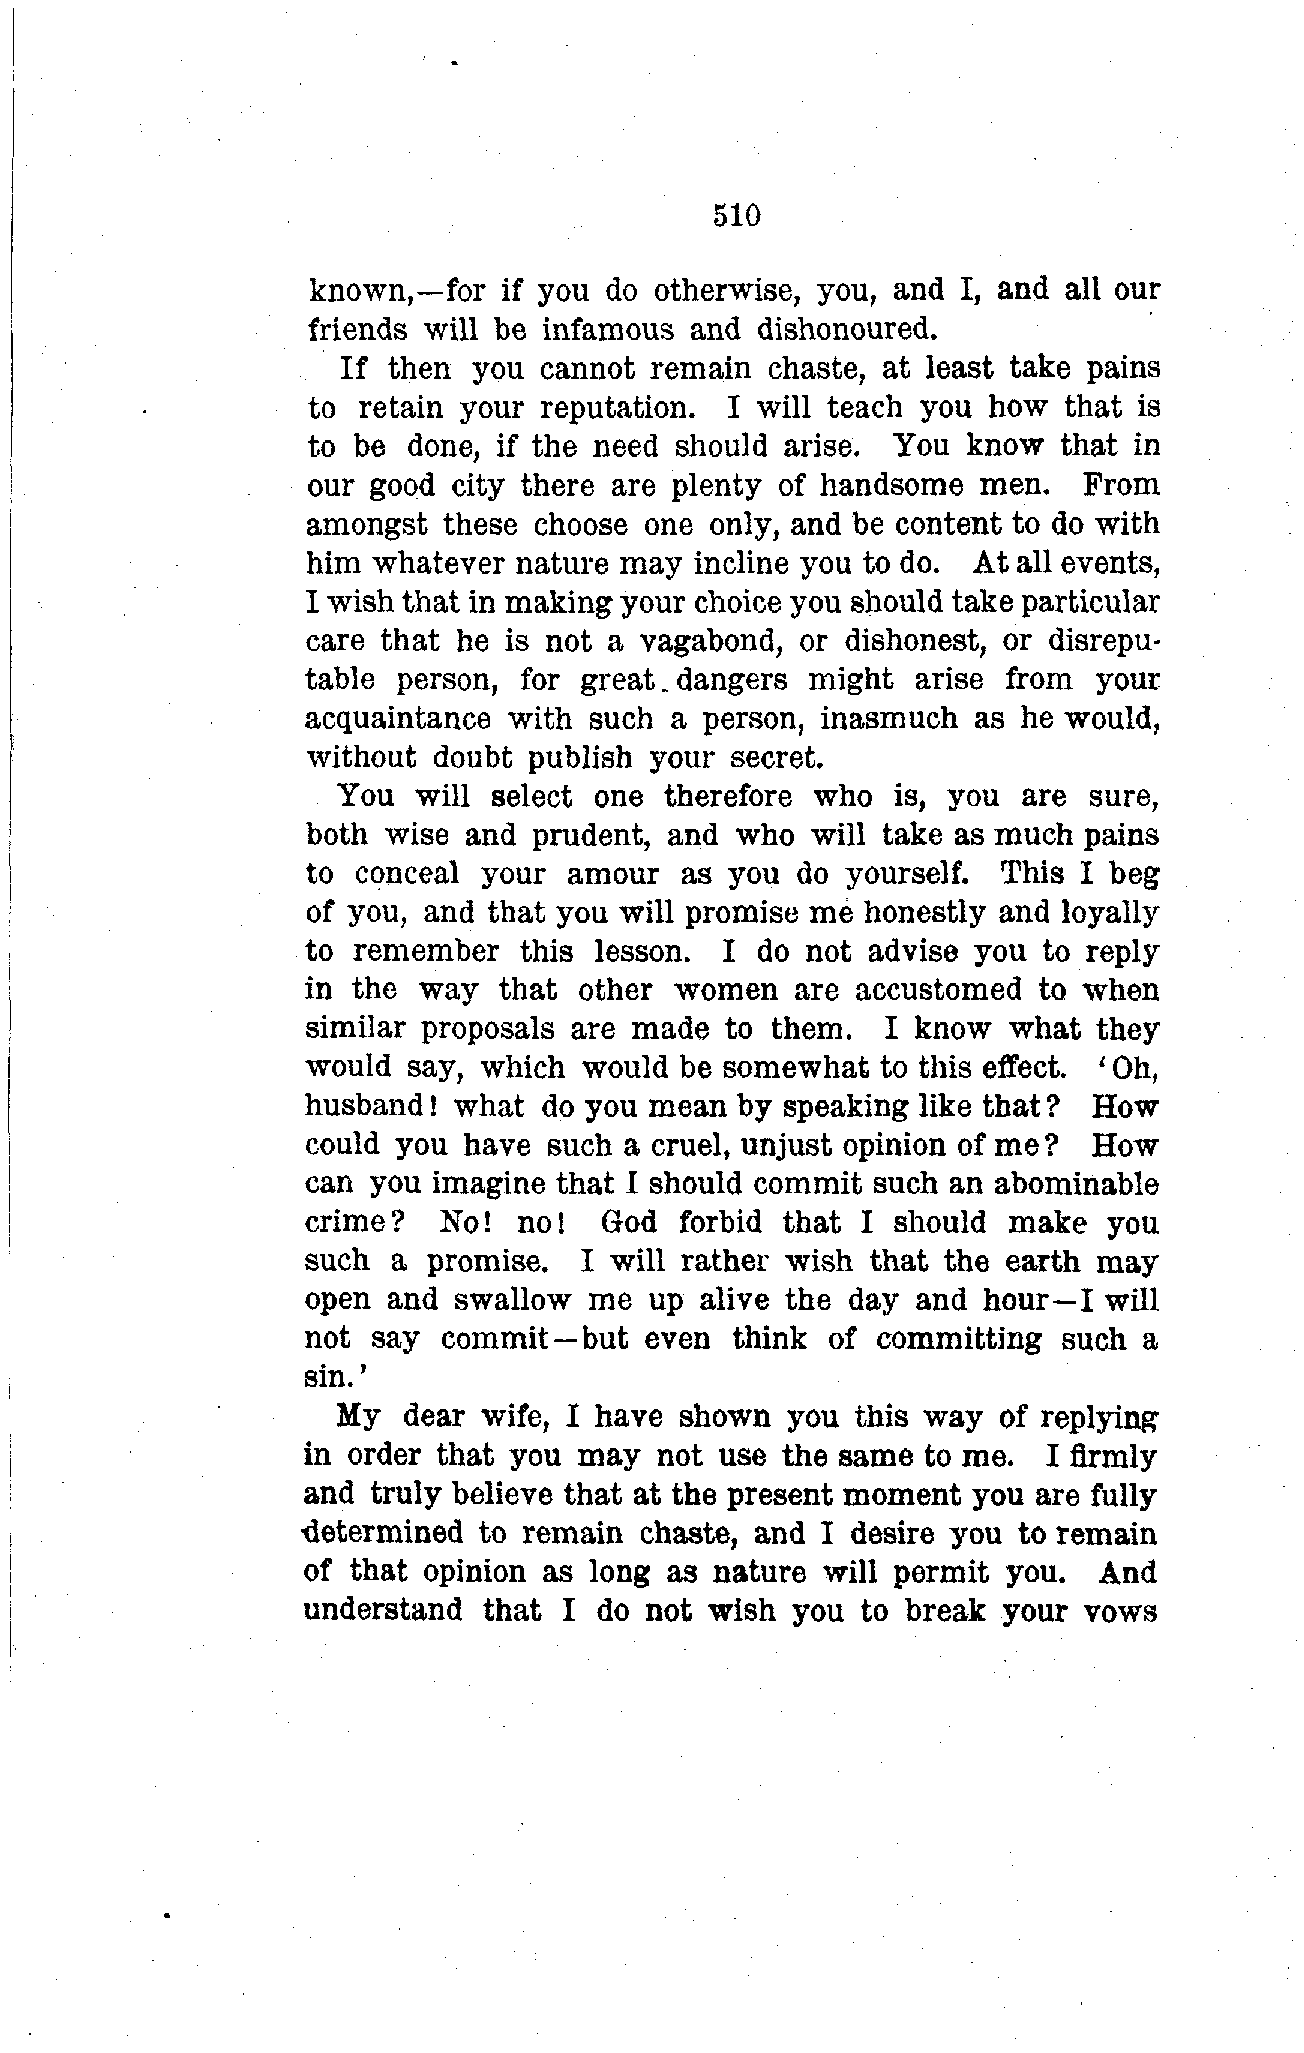 510
known,—for if you do otherwise, you, and I, and all our
friends will be infamous and dishonoured.
If then you cannot remain chaste, at least take pains
to retain your reputation. I will teach you how that is
to be done, if the need should arise. You know that in
our good city there are plenty of handsome men. From
amongst these choose one only, and be content to do with
him whatever nature may incline you to do. At all events,
I wish that in making your choice you should take particular
care that he is not a vagabond, or dishonest, or disrepu-
table person, for great dangers might arise from your
acquaintance with such a person, inasmuch as he would,
without doubt publish your secret.
You will select one therefore who is, you are sure,
both wise and prudent, and who will take as much pains
to conceal your amour as you do yourself. This I beg
of you, and that you will promise me honestly and loyally
to remember this lesson. I do not advise you to reply
in the way that other women are accustomed to when
similar proposals are made to them. I know what they
would say, which would be somewhat to this effect. ‘Oh,
husband! what do you mean by speaking like that? How
could you have such a cruel, unjust opinion of me? How
can you imagine that I should commit such an abominable
crime? No! no! God forbid that I should make you
such a promise. I will rather wish that the earth may
open and swallow me up alive the day and hour—I will
not say commit—but even think of committing such a
sin.’
My dear wife, I have shown you this way of replying
in order that you may not use the same to me. I firmly
and truly believe that at the present moment you are fully
determined to remain chaste, and I desire you to remain
of that opinion as long as nature will permit you. And
understand that I do not wish you to break your vows